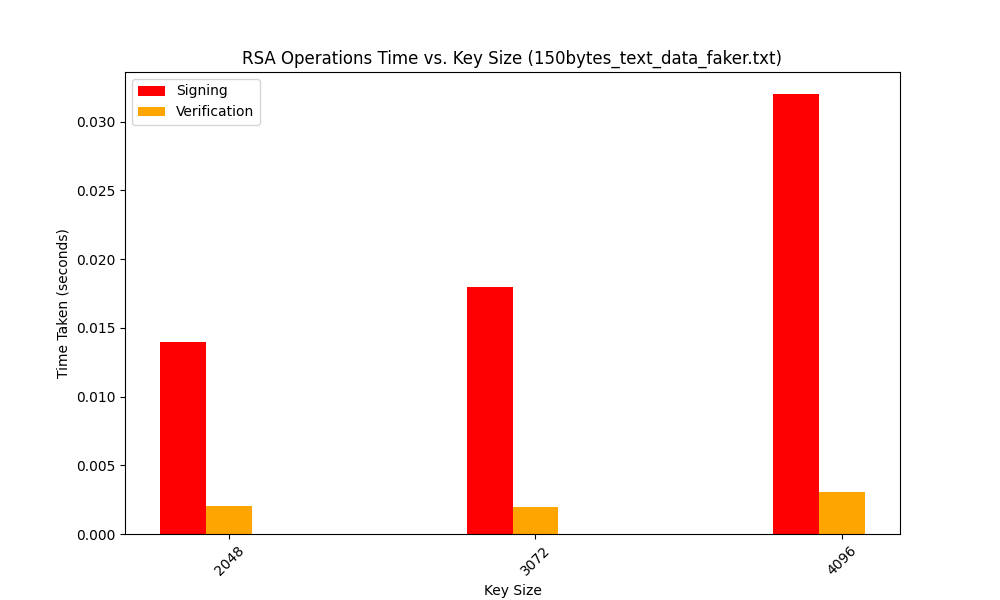 RSA Operations Time vs. Key Size (150bytes_text_data_faker.txt)
Signing
Verification
0.030
0.025
0.020
0.015
0.010
0.005
0.000
Time Taken (seconds)
2048
3072
4096
Key Size